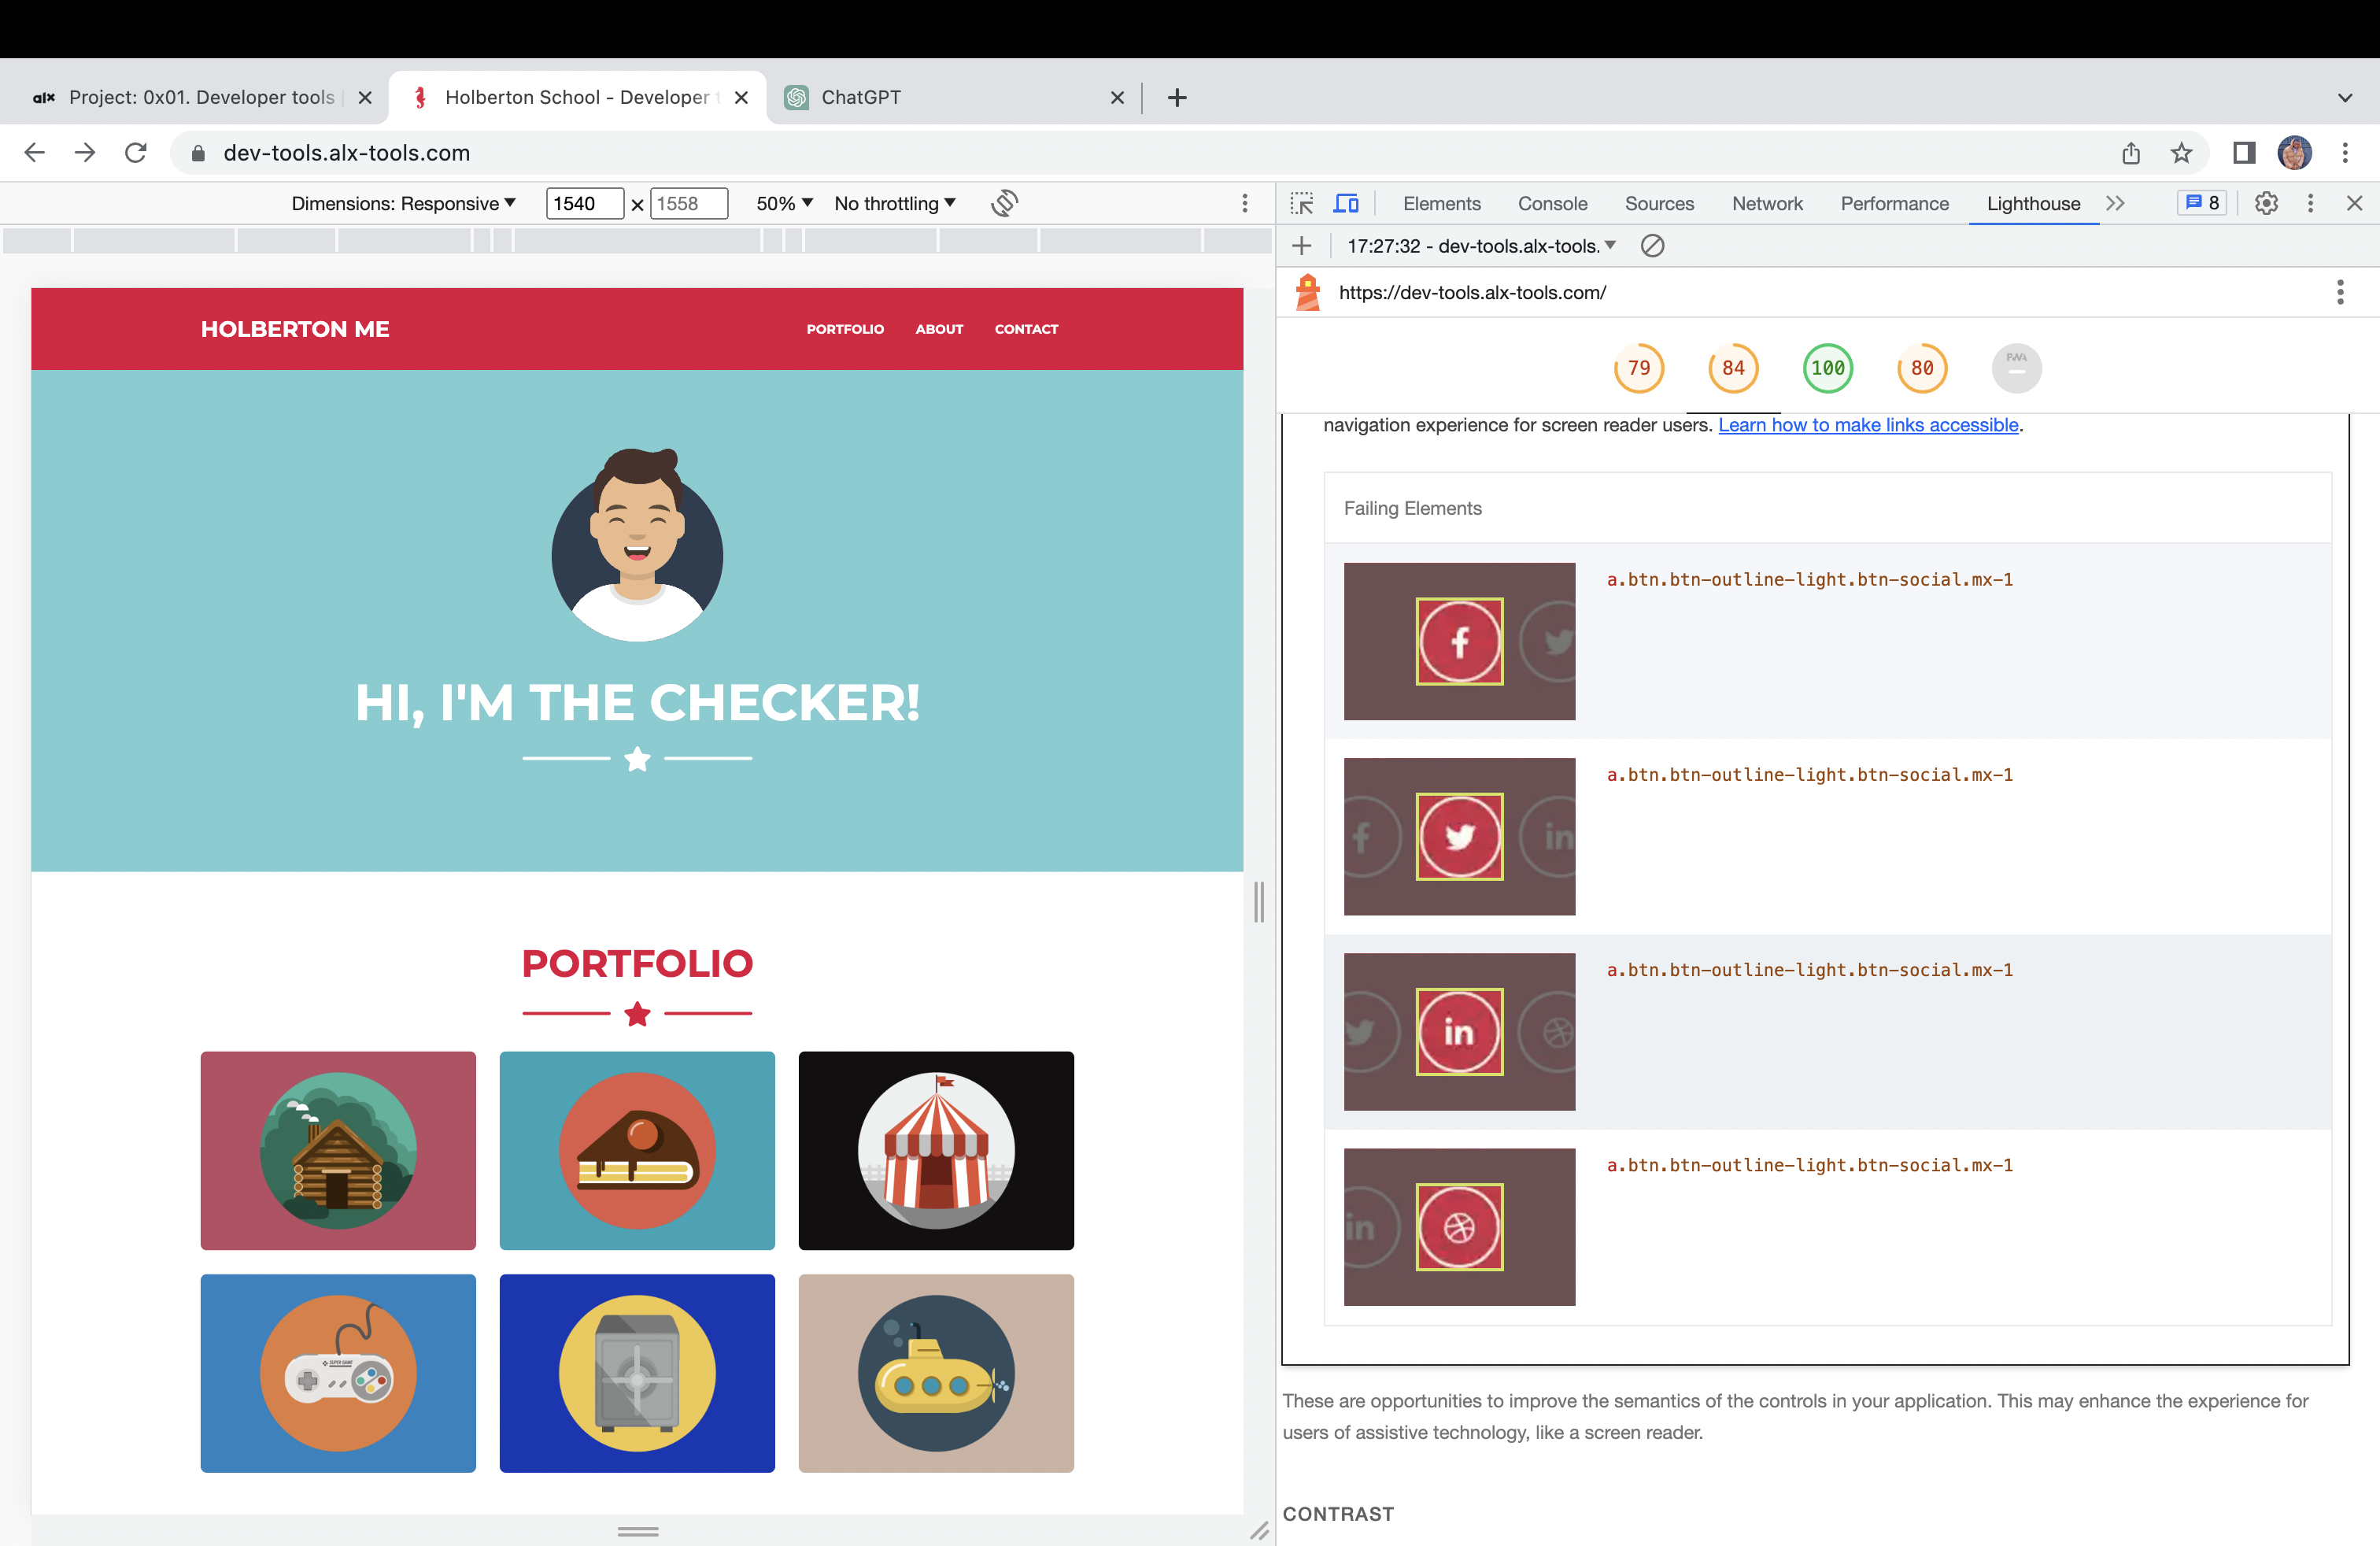 alx Project: 0x01. Developer tools
Holberton School - Developer t
ChatGPT
dev-tools.alx-tools.com
Dimensions: Responsive 1540 × 1558 50% No throttling
Elements Console Sources Network Performance Lighthouse 8
17:27:32 - dev-tools.alx-tools.
https://dev-tools.alx-tools.com/
79 84 100 80 PWA
HOLBERTON ME PORTFOLIO ABOUT CONTACT
HI, I'M THE CHECKER!
PORTFOLIO
SUPER GAME
navigation experience for screen reader users. Learn how to make links accessible.
Failing Elements
f
a.btn.btn-outline-light.btn-social.mx-1
f in
a.btn.btn-outline-light.btn-social.mx-1
in
a.btn.btn-outline-light.btn-social.mx-1
in
a.btn.btn-outline-light.btn-social.mx-1
These are opportunities to improve the semantics of the controls in your application. This may enhance the experience for
users of assistive technology, like a screen reader.
CONTRAST